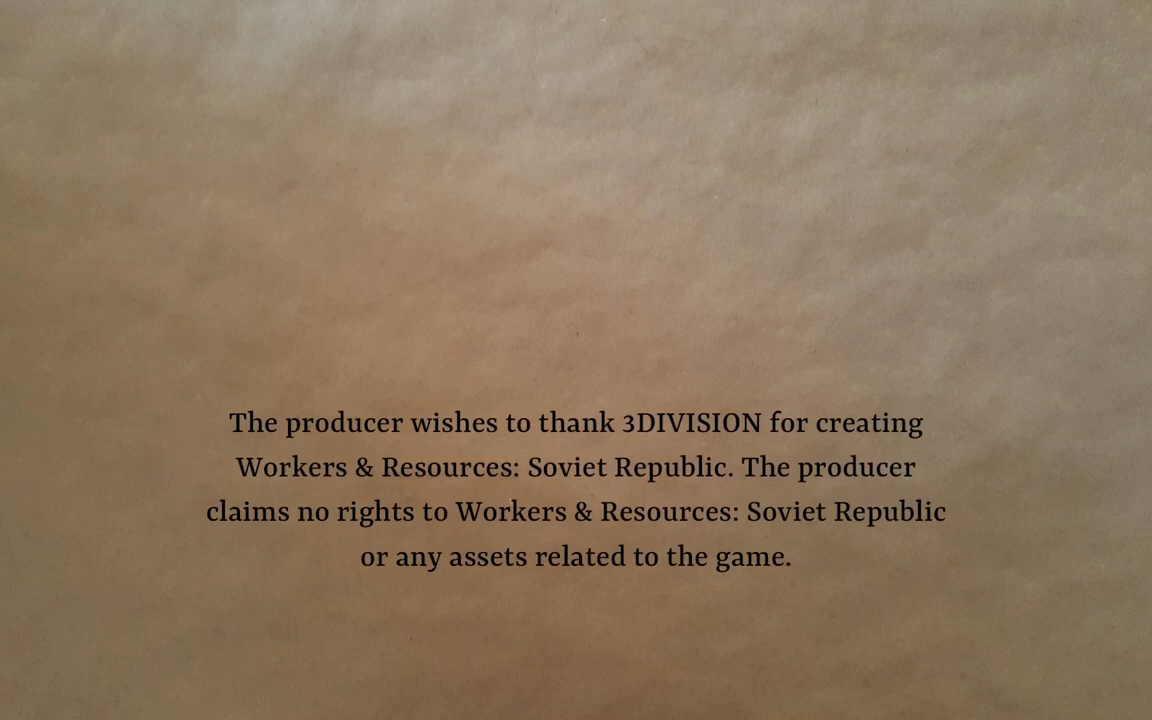 The producer wishes to thank 3DIVISION for creating
Workers & Resources: Soviet Republic. The producer
claims no rights to Workers & Resources: Soviet Republic
or any assets related to the game.